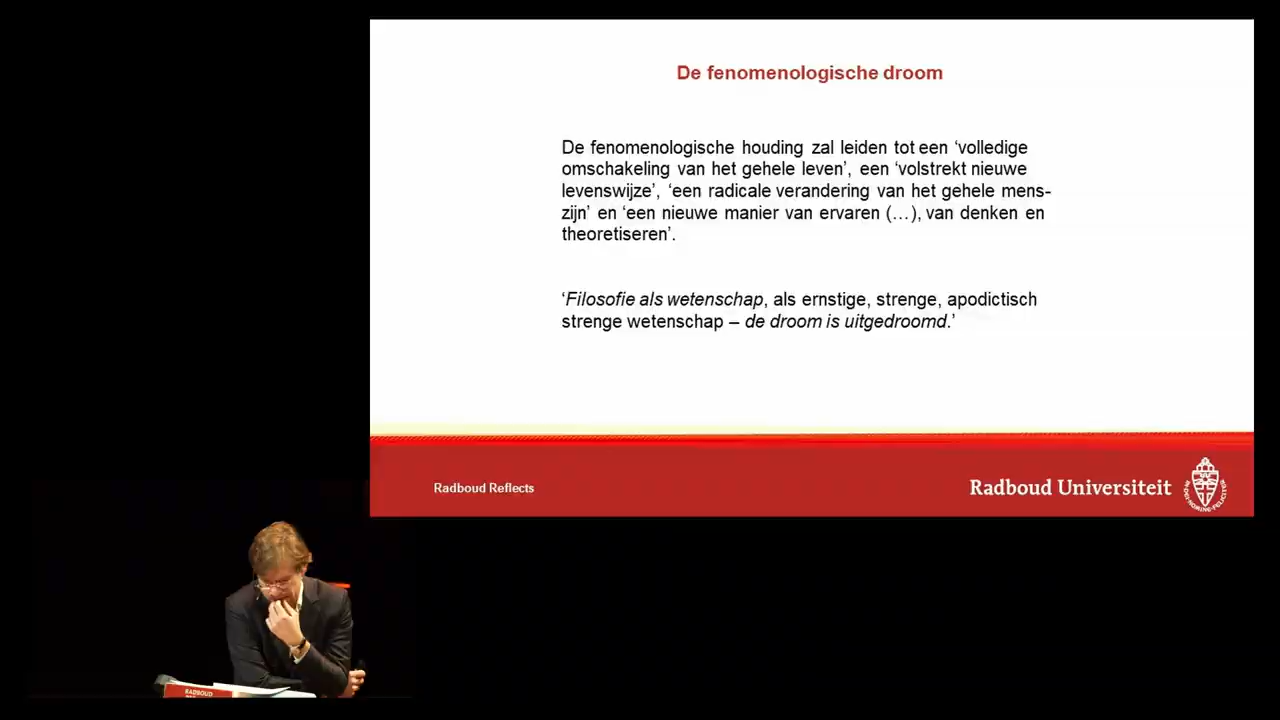 De fenomenologische droom
De fenomenologische houding zal leiden tot een ‘volledige
omschakeling van het gehele leven’, een ‘volstrekt nieuwe
levenswijze’, ‘een radicale verandering van het gehele mens-
zijn’ en ‘een nieuwe manier van ervaren (…), van denken en
theoretiseren’.
‘Filosofie als wetenschap, als ernstige, strenge, apodictisch
strenge wetenschap – de droom is uitgedroomd.’
Radboud Reflects
Radboud Universiteit
RADBOUD